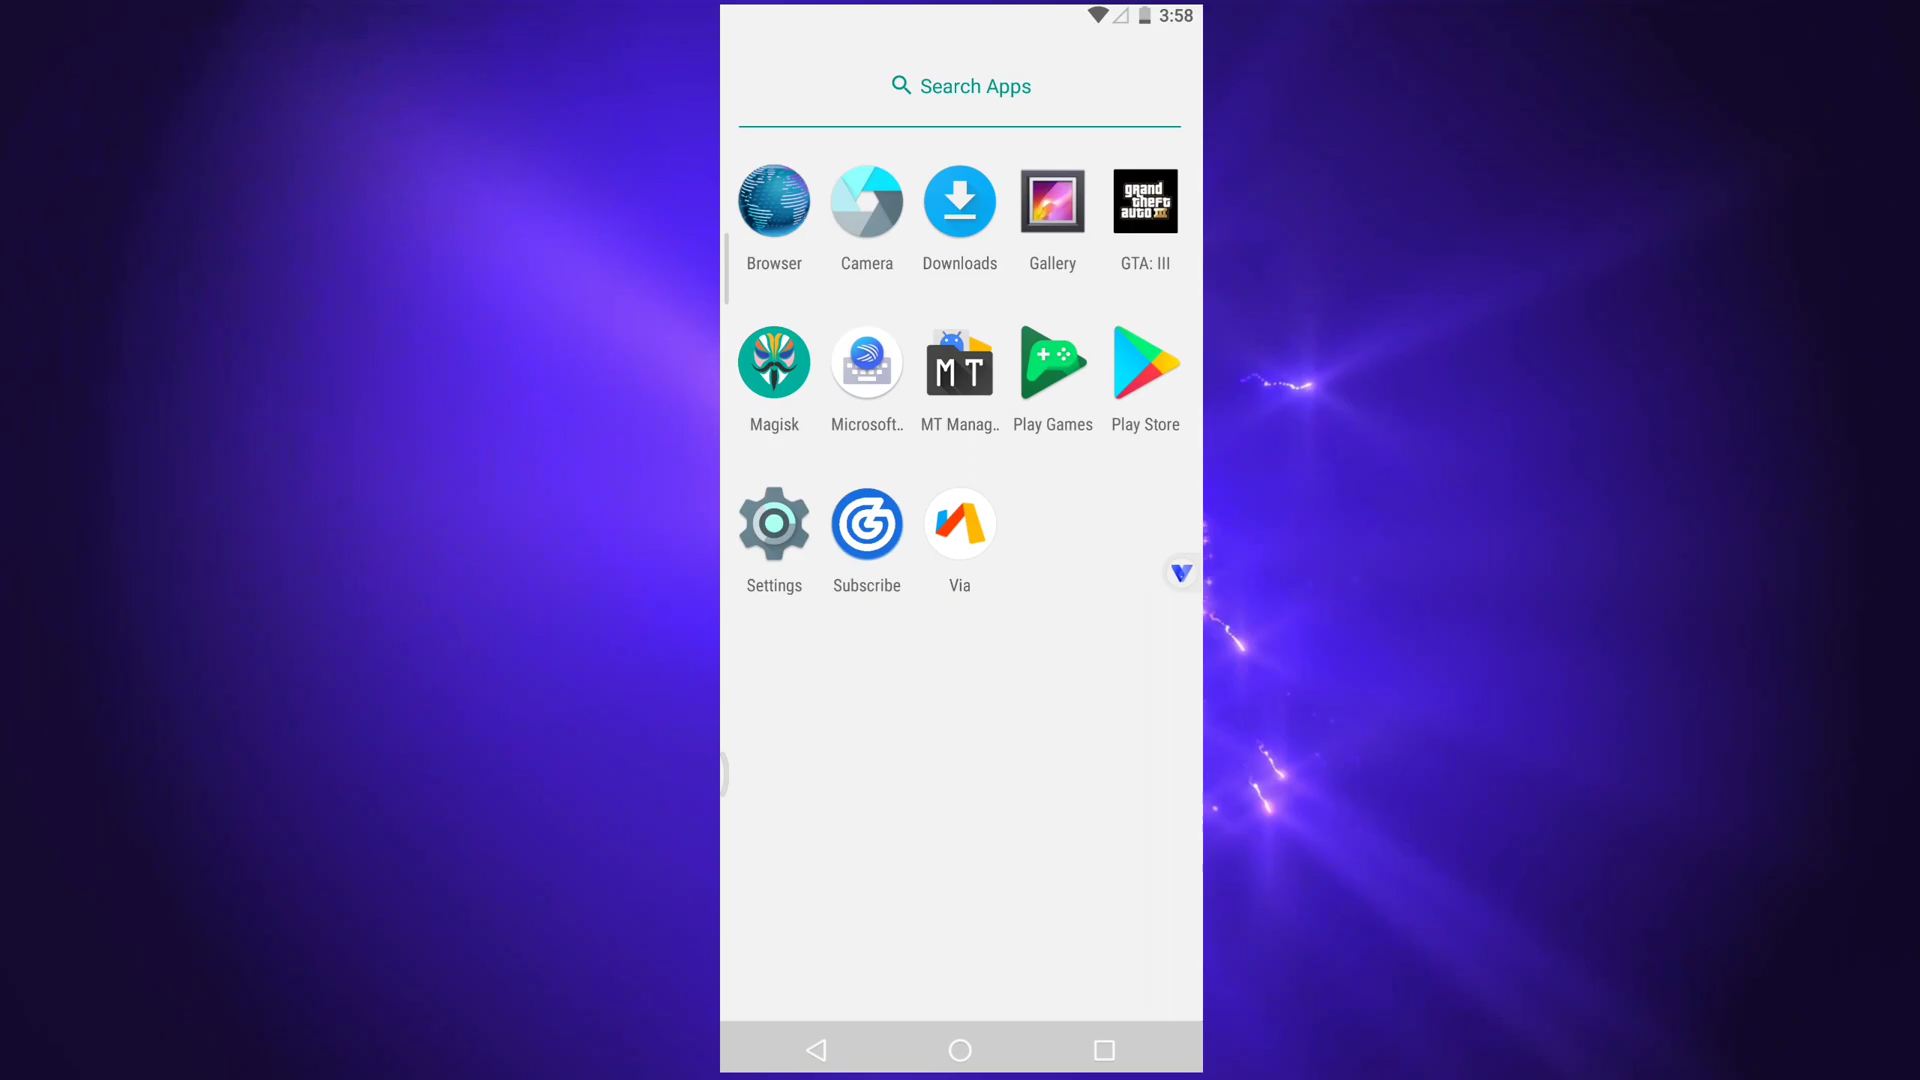 3:58
Search Apps
grand
theft
auto III
Browser
Camera
Downloads
Gallery
GTA: III
MT
Magisk
Microsoft..
MT Manag..
Play Games
Play Store
Settings
Subscribe
Via